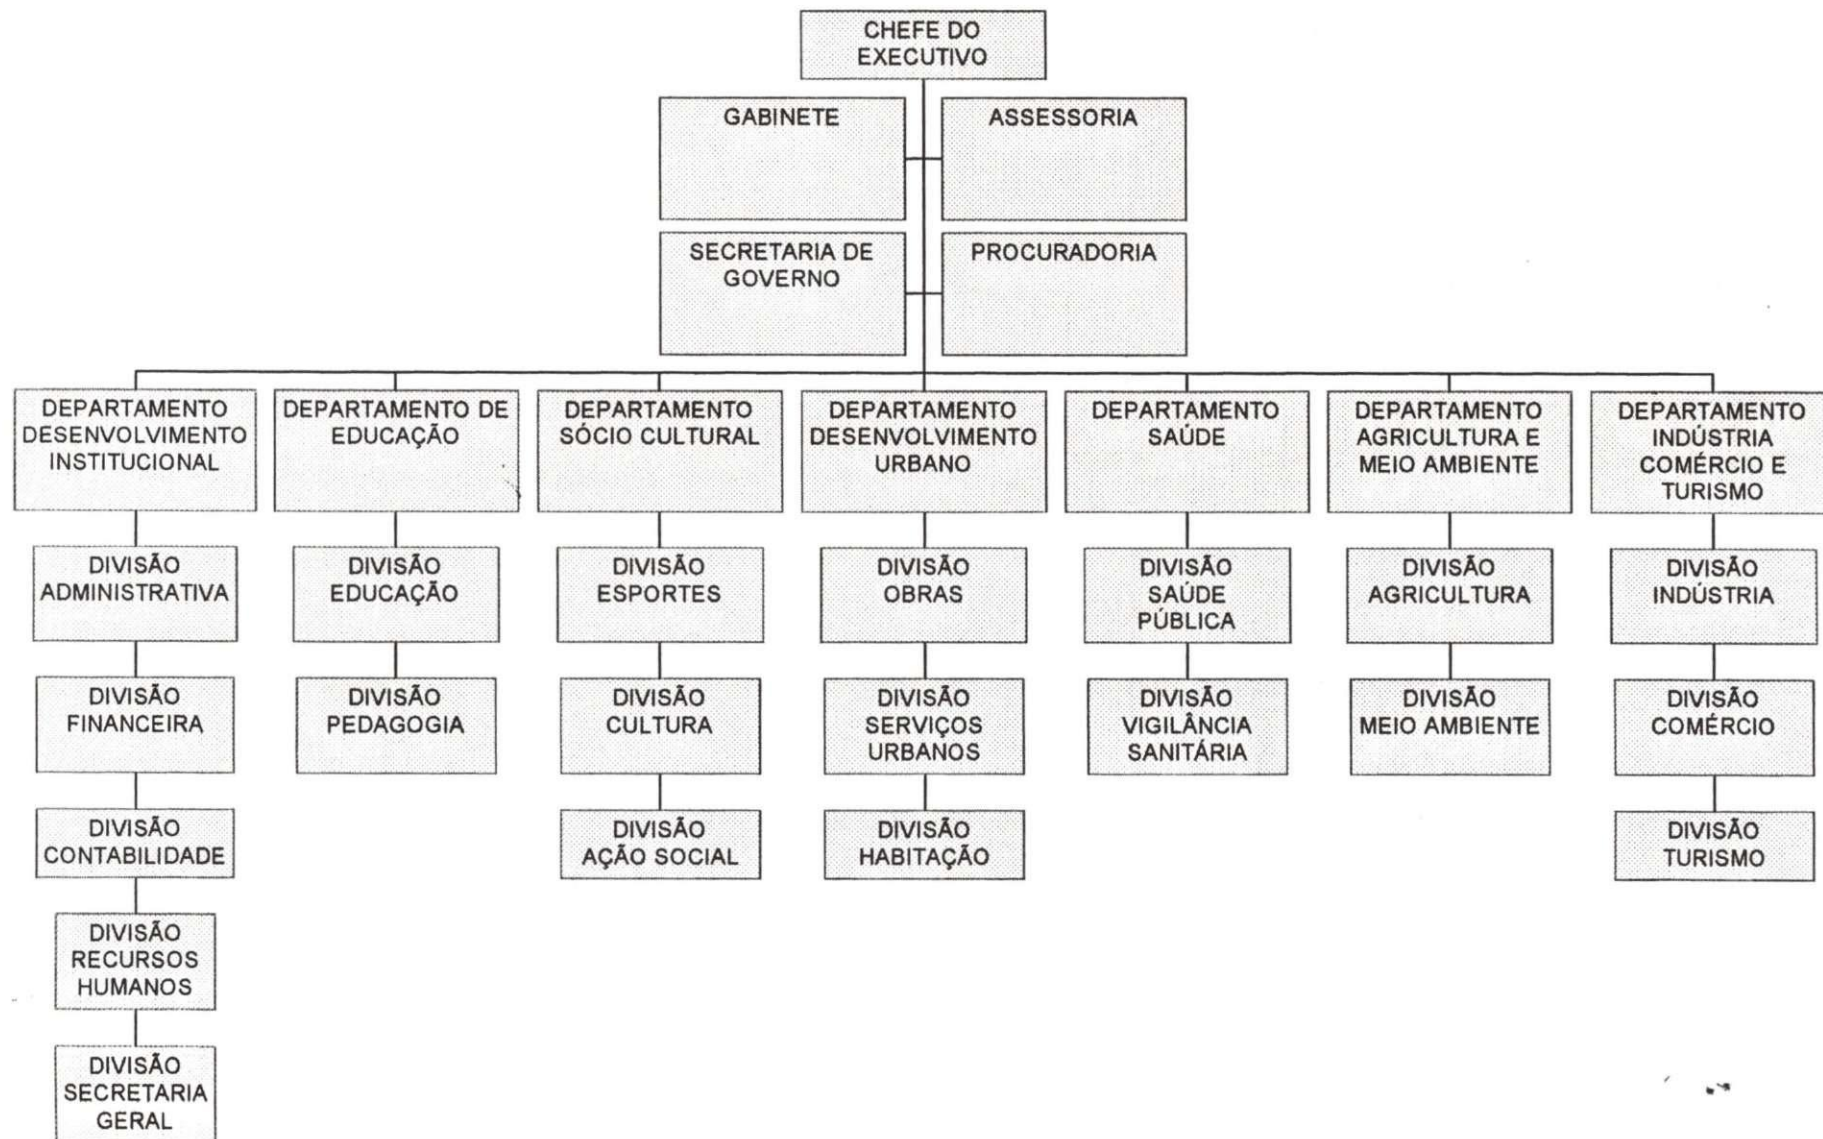 CHEFE DO
EXECUTIVO
GABINETE
ASSESSORIA
SECRETARIA DE
GOVERNO
PROCURADORIA
DEPARTAMENTO
DESENVOLVIMENTO
INSTITUCIONAL
DEPARTAMENTO DE
EDUCAÇÃO
DEPARTAMENTO
SÓCIO CULTURAL
DEPARTAMENTO
DESENVOLVIMENTO
URBANO
DEPARTAMENTO
SAÚDE
DEPARTAMENTO
AGRICULTURA E
MEIO AMBIENTE
DEPARTAMENTO
INDÚSTRIA
COMÉRCIO E
TURISMO
DIVISÃO
ADMINISTRATIVA
DIVISÃO
EDUCAÇÃO
DIVISÃO
ESPORTES
DIVISÃO
OBRAS
DIVISÃO
SAÚDE
PÚBLICA
DIVISÃO
AGRICULTURA
DIVISÃO
INDÚSTRIA
DIVISÃO
FINANCEIRA
DIVISÃO
PEDAGOGIA
DIVISÃO
CULTURA
DIVISÃO
SERVIÇOS
URBANOS
DIVISÃO
VIGILÂNCIA
SANITÁRIA
DIVISÃO
MEIO AMBIENTE
DIVISÃO
COMÉRCIO
DIVISÃO
CONTABILIDADE
DIVISÃO
AÇÃO SOCIAL
DIVISÃO
HABITAÇÃO
DIVISÃO
TURISMO
DIVISÃO
RECURSOS
HUMANOS
DIVISÃO
SECRETARIA
GERAL